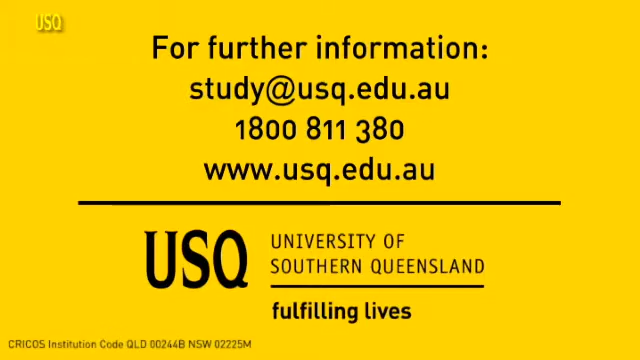 USQ
For further information:
study@usq.edu.au
1800 811 380
www.usq.edu.au
USQ
UNIVERSITY OF
SOUTHERN QUEENSLAND
fulfilling lives
CRICOS Institution Code QLD 00244B NSW 02225M